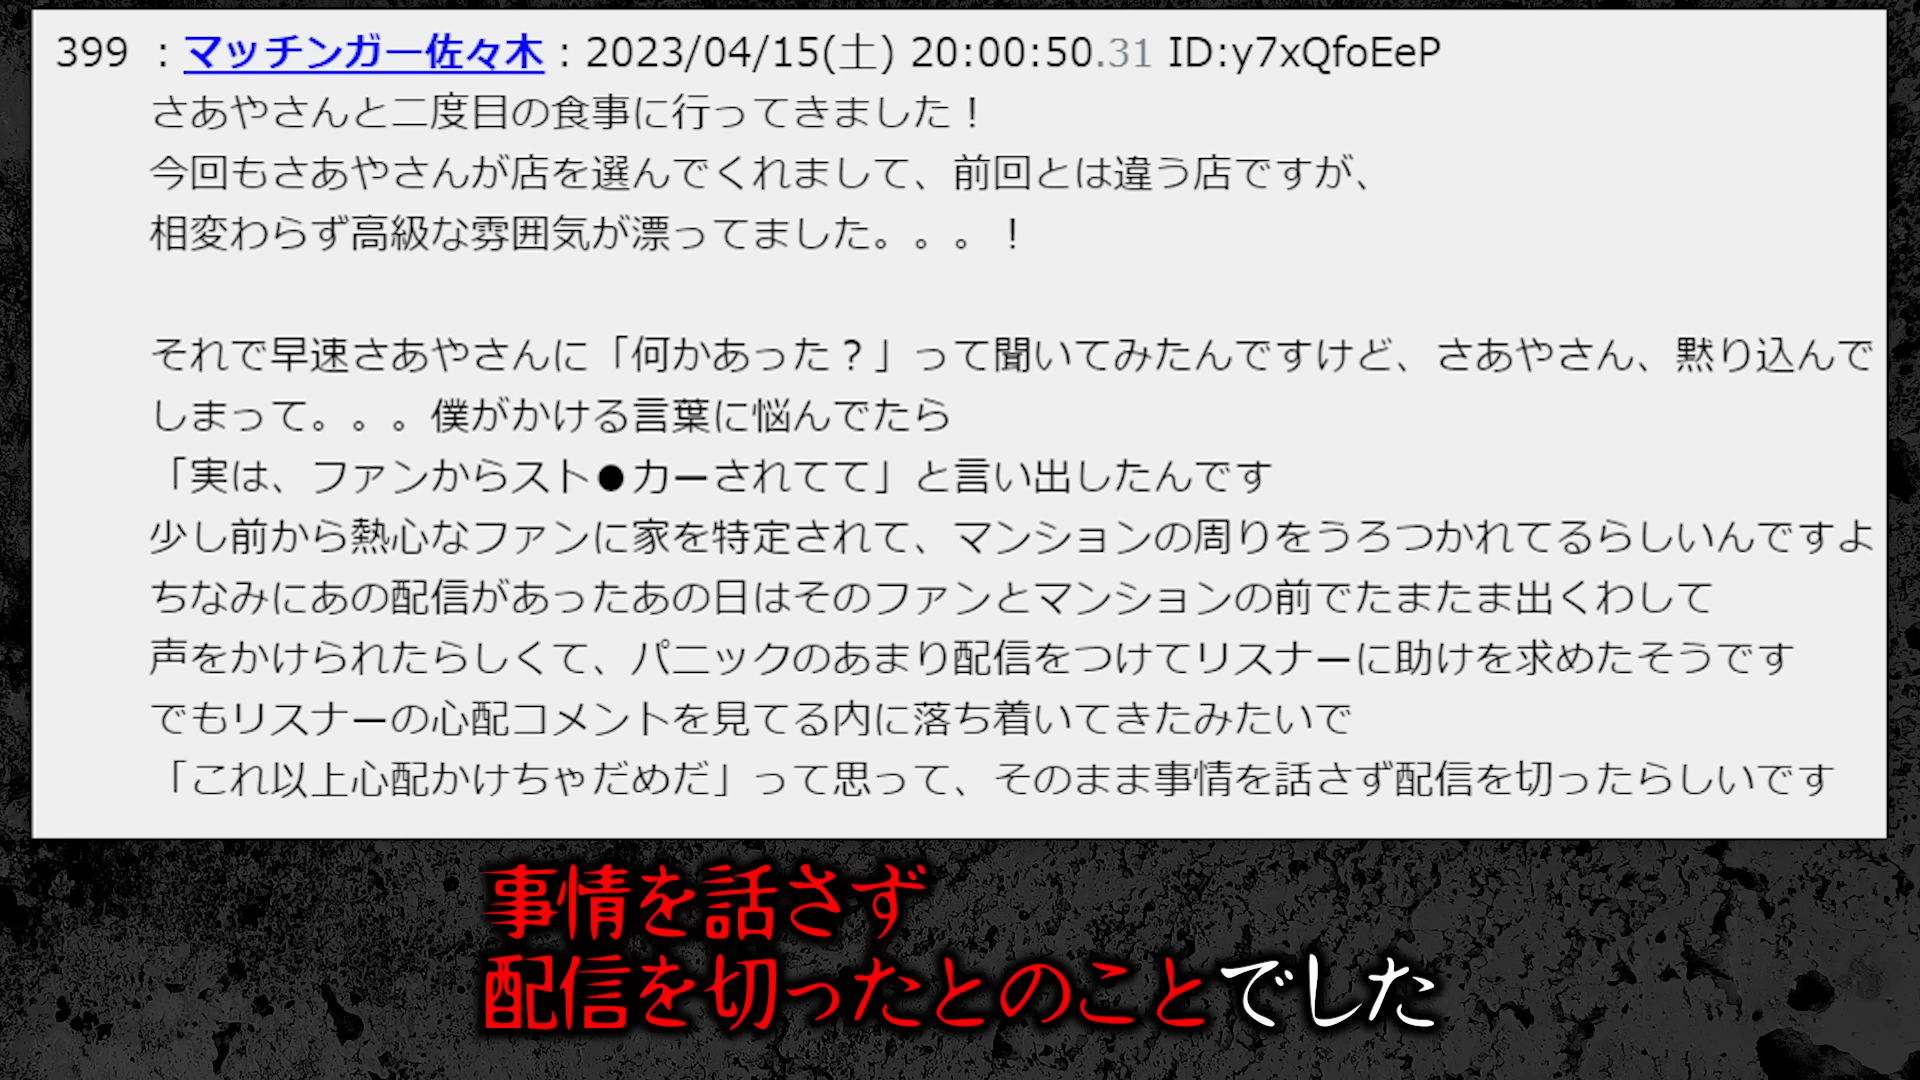 399 ：マッチンガー佐々木：2023/04/15(土) 20:00:50.31 ID:y7xQfoEeP
さあやさんと二度目の食事に行ってきました！
今回もさあやさんが店を選んでくれまして、前回とは違う店ですが、
相変わらず高級な雰囲気が漂ってました。。。！
それで早速さあやさんに「何かあった？」って聞いてみたんですけど、さあやさん、黙り込んで
しまって。。。僕がかける言葉に悩んでたら
「実は、ファンからスト●カーされてて」と言い出したんです
少し前から熱心なファンに家を特定されて、マンションの周りをうろつかれてるらしいんですよ
ちなみにあの配信があったあの日はそのファンとマンションの前でたまたま出くわして
声をかけられたらしくて、パニックのあまり配信をつけてリスナーに助けを求めたそうです
でもリスナーの心配コメントを見てる内に落ち着いてきたみたいで
「これ以上心配かけちゃだめだ」って思って、そのまま事情を話さず配信を切ったらしいです
事情を話さず
配信を切ったとのことでした